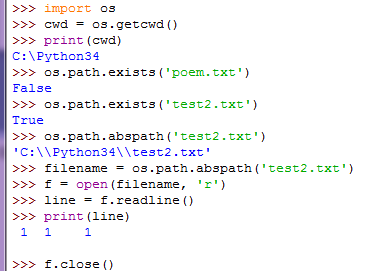 >>> import os
>>> cwd = os.getcwd()
>>> print(cwd)
C:\Python34
>>> os.path.exists('poem.txt')
False
>>> os.path.exists('test2.txt')
True
>>> os.path.abspath('test2.txt')
'C:\\Python34\\test2.txt'
>>> filename = os.path.abspath('test2.txt')
>>> f = open(filename, 'r')
>>> line = f.readline()
>>> print(line)
 1  1    1

>>> f.close()